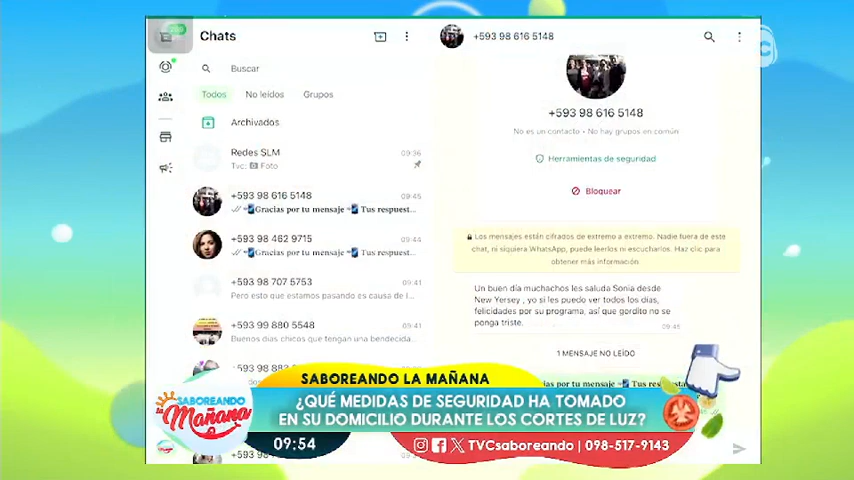 Chats
Buscar
Todos No leídos Grupos
Archivados
Redes SLM 09:36
Tvc: Foto
+593 98 616 5148 09:45
Gracias por tu mensaje Tus respuest...
+593 98 462 9715 09:44
Gracias por tu mensaje Tus respuest...
+593 98 707 5753 09:41
Pero esto que estamos pasando es causa de l...
+593 99 880 5548 09:41
Buenos días chicos que tengan una bendecida
+593 98 616 5148
+593 98 616 5148
No es un contacto • No hay grupos en común
Herramientas de seguridad
Bloquear
Los mensajes están cifrados de extremo a extremo. Nadie fuera de este
chat, ni siquiera WhatsApp, puede leerlos ni escucharlos. Haz clic para
obtener más información.
Un buen día muchachos les saluda Sonia desde
New Yersey , yo si les puedo ver todos los días,
felicidades por su programa, así que gordito no se
ponga triste.
09:45
1 MENSAJE NO LEÍDO
SABOREANDO LA MAÑANA
SABOREANDO
la Mañana
¿QUÉ MEDIDAS DE SEGURIDAD HA TOMADO
EN SU DOMICILIO DURANTE LOS CORTES DE LUZ?
09:54
TVCsaboreando | 098-517-9143